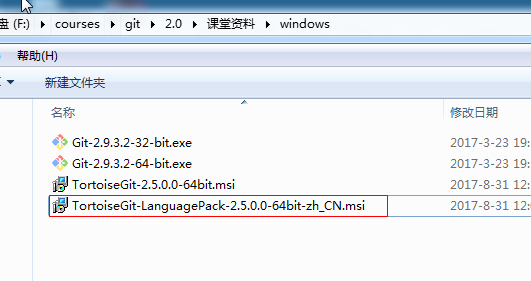 盘 (F:) ▸ courses ▸ git ▸ 2.0 ▸ 课堂资料 ▸ windows
帮助(H)
新建文件夹
名称 修改日期
Git-2.9.3.2-32-bit.exe 2017-3-23 19:
Git-2.9.3.2-64-bit.exe 2017-3-23 19:
TortoiseGit-2.5.0.0-64bit.msi 2017-8-31 12:
TortoiseGit-LanguagePack-2.5.0.0-64bit-zh_CN.msi 2017-8-31 12: